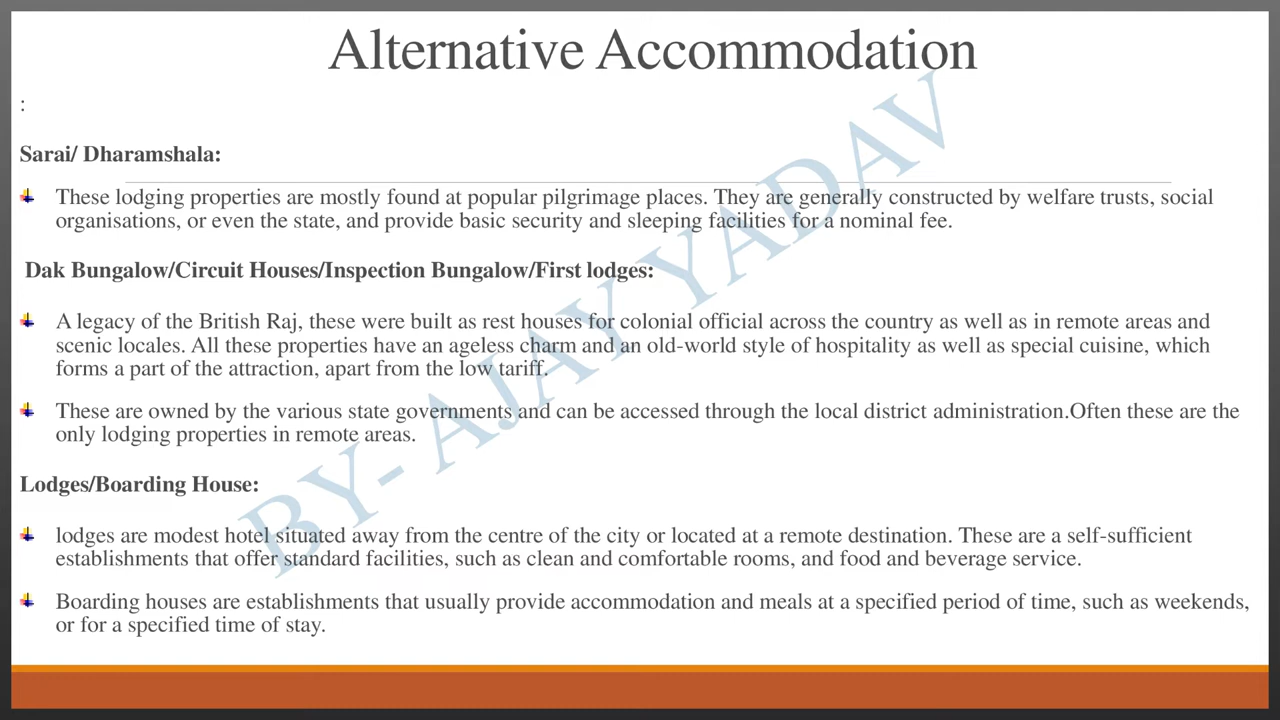 Alternative Accommodation
:
Sarai/ Dharamshala:
These lodging properties are mostly found at popular pilgrimage places. They are generally constructed by welfare trusts, social
organisations, or even the state, and provide basic security and sleeping facilities for a nominal fee.
Dak Bungalow/Circuit Houses/Inspection Bungalow/First lodges:
A legacy of the British Raj, these were built as rest houses for colonial official across the country as well as in remote areas and
scenic locales. All these properties have an ageless charm and an old-world style of hospitality as well as special cuisine, which
forms a part of the attraction, apart from the low tariff.
These are owned by the various state governments and can be accessed through the local district administration.Often these are the
only lodging properties in remote areas.
Lodges/Boarding House:
lodges are modest hotel situated away from the centre of the city or located at a remote destination. These are a self-sufficient
establishments that offer standard facilities, such as clean and comfortable rooms, and food and beverage service.
Boarding houses are establishments that usually provide accommodation and meals at a specified period of time, such as weekends,
or for a specified time of stay.
BY- AJAY YADAV